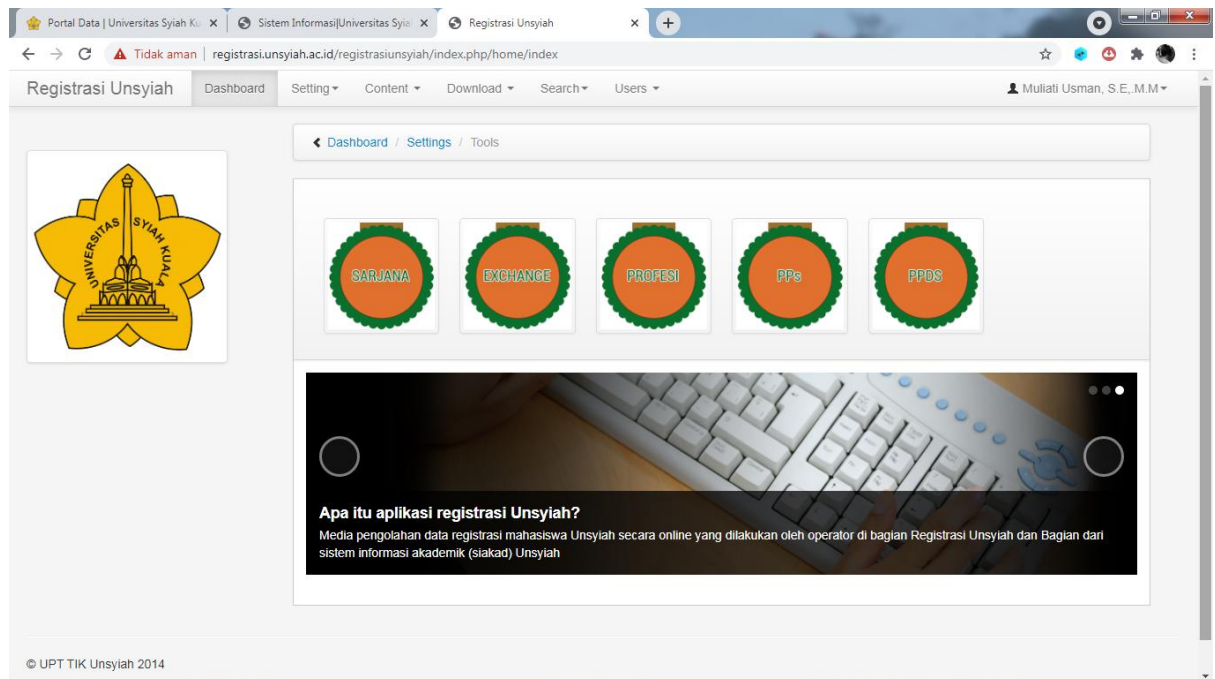 Portal Data | Universitas Syiah Ku
Sistem Informasi|Universitas Syia
Registrasi Unsyiah
Tidak aman | registrasi.unsyiah.ac.id/registrasiunsyiah/index.php/home/index
Registrasi Unsyiah Dashboard Setting Content Download Search Users Muliati Usman, S.E,.M.M
Dashboard / Settings / Tools
UNIVERSITAS SYIAH KUALA
SARJANA EXCHANGE PROFESI PPs PPDS
Apa itu aplikasi registrasi Unsyiah?
Media pengolahan data registrasi mahasiswa Unsyiah secara online yang dilakukan oleh operator di bagian Registrasi Unsyiah dan Bagian dari
sistem informasi akademik (siakad) Unsyiah
© UPT TIK Unsyiah 2014